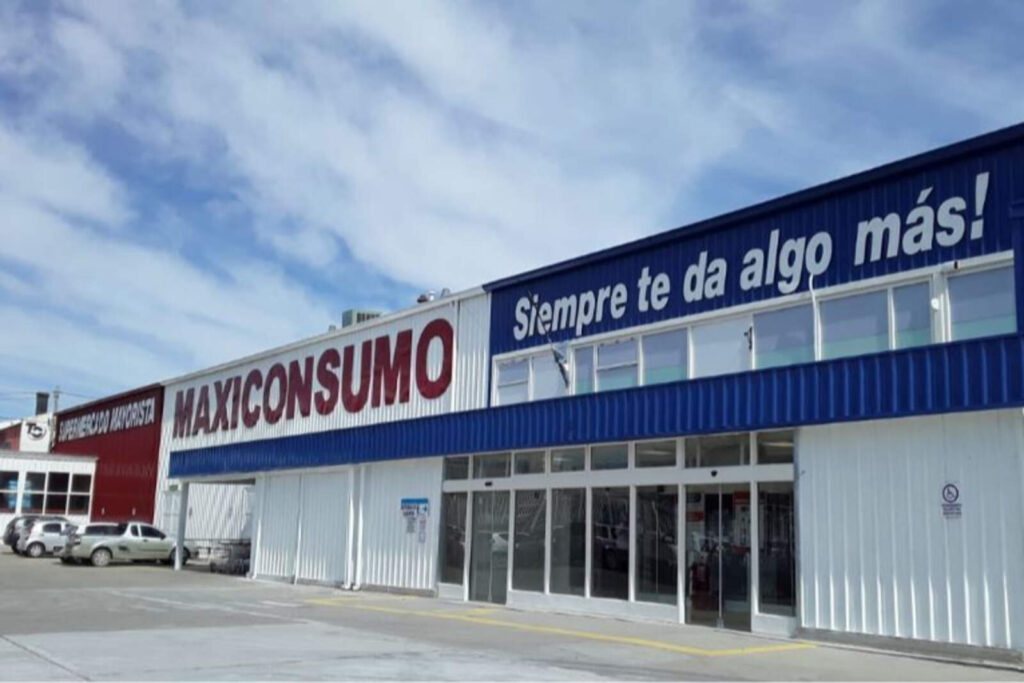 SUPERMERCADO MAYORISTA
MAXICONSUMO
Siempre te da algo más!